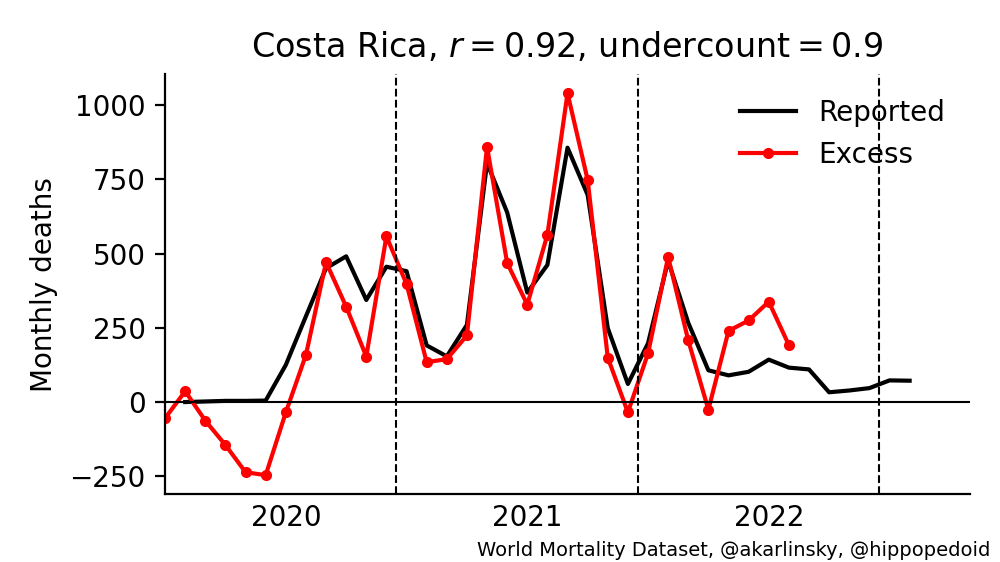 Costa Rica, r = 0.92, undercount = 0.9
Monthly deaths
1000
750
500
250
0
−250
Reported
Excess
2020 2021 2022
World Mortality Dataset, @akarlinsky, @hippopedoid